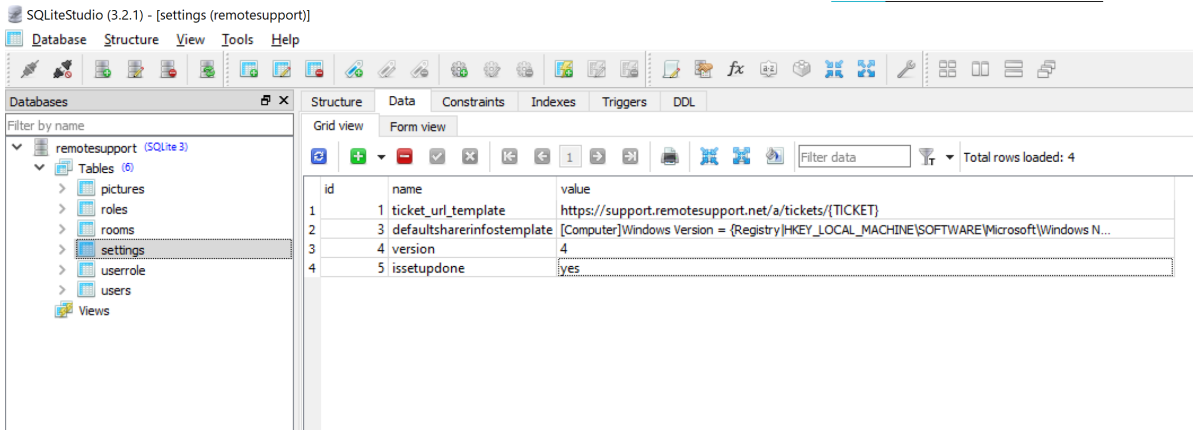 SQLiteStudio (3.2.1) - [settings (remotesupport)]
Database Structure View Tools Help
Databases
Filter by name
remotesupport (SQLite 3)
Tables (6)
pictures
roles
rooms
settings
userrole
users
Views
Structure Data Constraints Indexes Triggers DDL
Grid view Form view
1 Filter data Total rows loaded: 4
id name value
1 1 ticket_url_template https://support.remotesupport.net/a/tickets/{TICKET}
2 3 defaultsharerinfostemplate [Computer]Windows Version = {Registry|HKEY_LOCAL_MACHINE\SOFTWARE\Microsoft\Windows N...
3 4 version 4
4 5 issetupdone yes